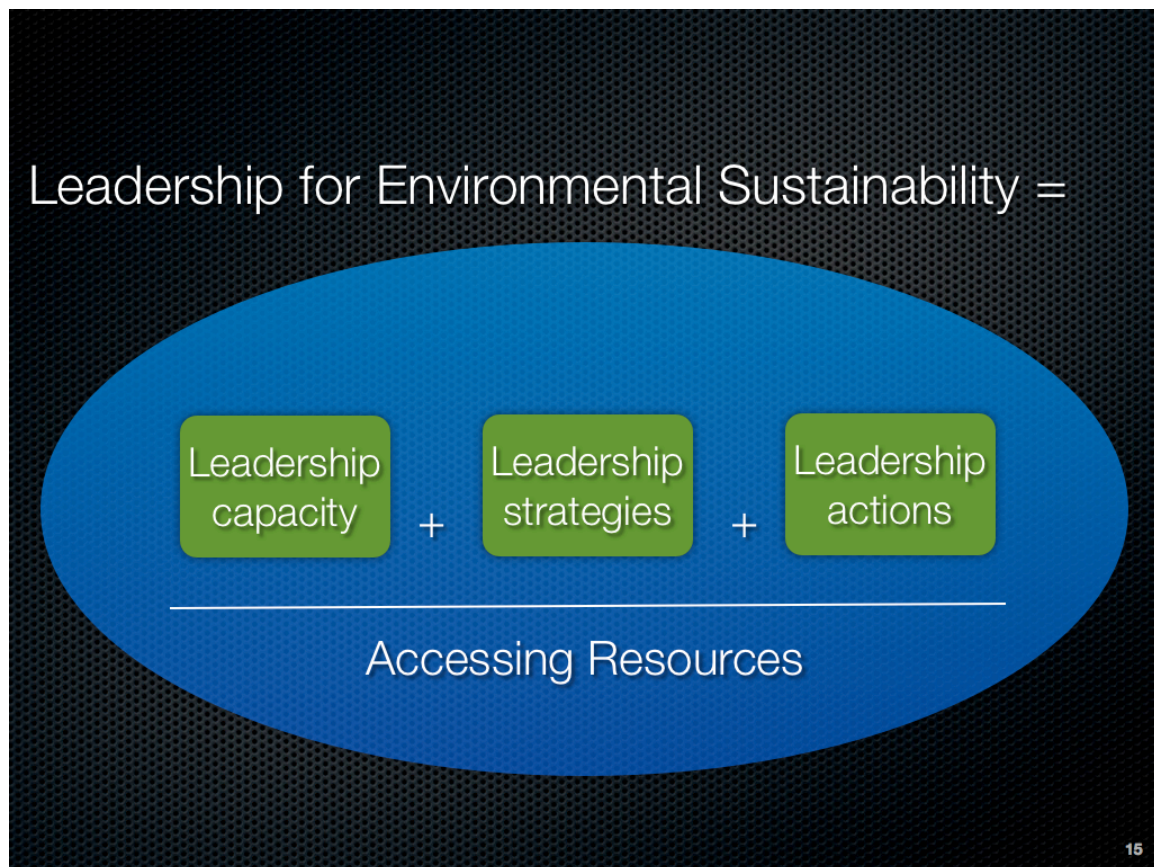 Leadership for Environmental Sustainability =
Leadership
capacity
+
Leadership
strategies
+
Leadership
actions
Accessing Resources
15